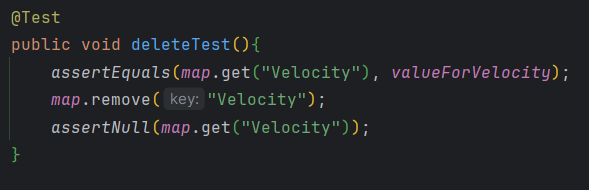 @Test
public void deleteTest(){
    assertEquals(map.get("Velocity"), valueForVelocity);
    map.remove( key: "Velocity");
    assertNull(map.get("Velocity"));
}